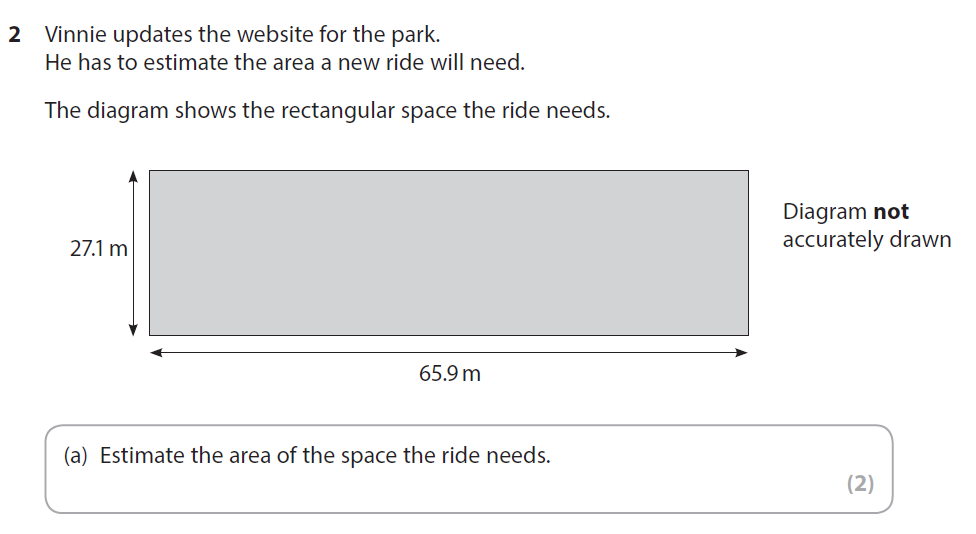 2 Vinnie updates the website for the park.
He has to estimate the area a new ride will need.
The diagram shows the rectangular space the ride needs.
Diagram not
accurately drawn
27.1 m
65.9 m
(a) Estimate the area of the space the ride needs.
(2)